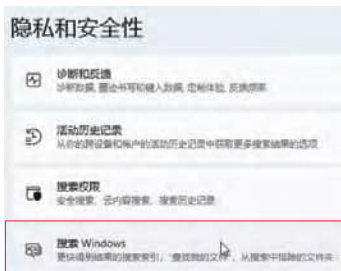 隐私和安全性
诊断和反馈
诊断数据, 墨迹书写和键入数据, 定制体验, 反馈频率
活动历史记录
从你的跨设备和帐户的活动历史记录中获取更多搜索结果的选项
搜索权限
安全搜索、云内容搜索、搜索历史记录
搜索 Windows
更快得到结果的搜索索引, "查找我的文件", 从搜索中排除的文件夹